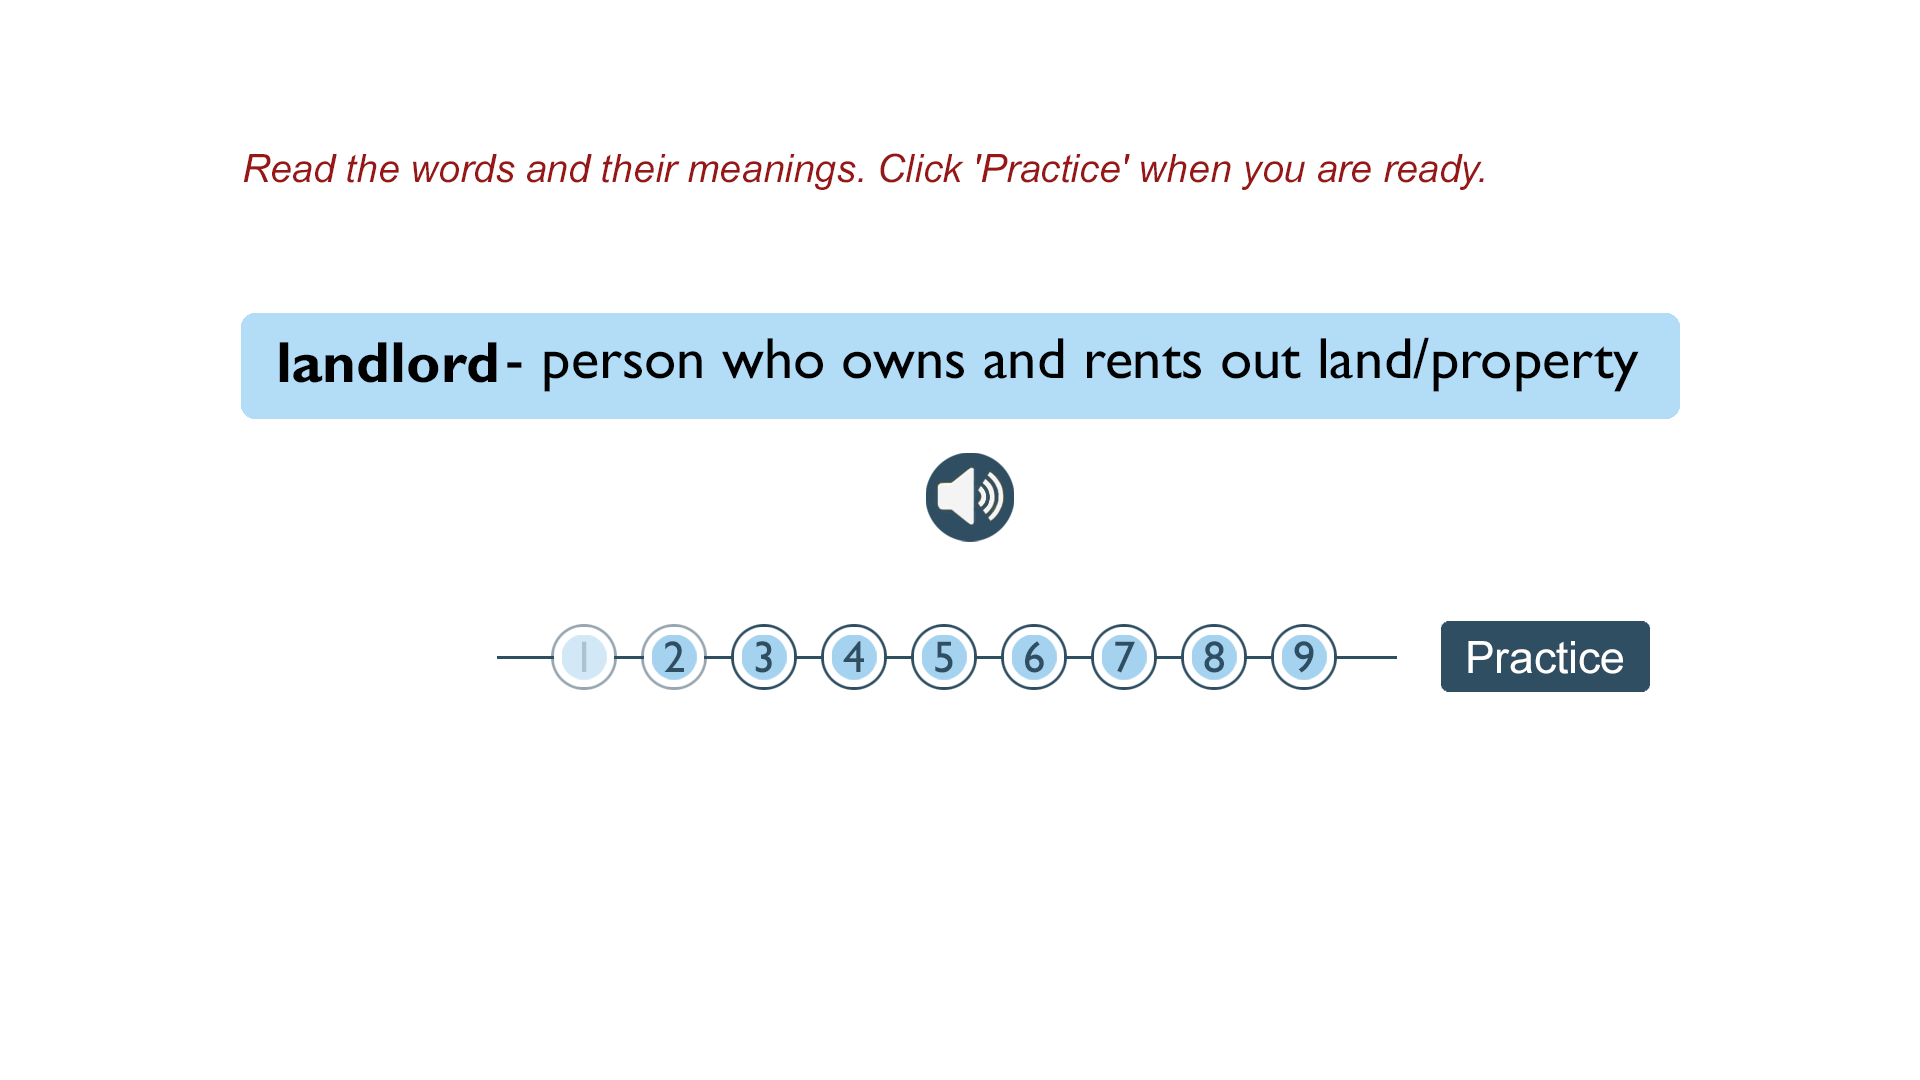 Read the words and their meanings. Click 'Practice' when you are ready.
landlord- person who owns and rents out land/property
1 2 3 4 5 6 7 8 9 Practice